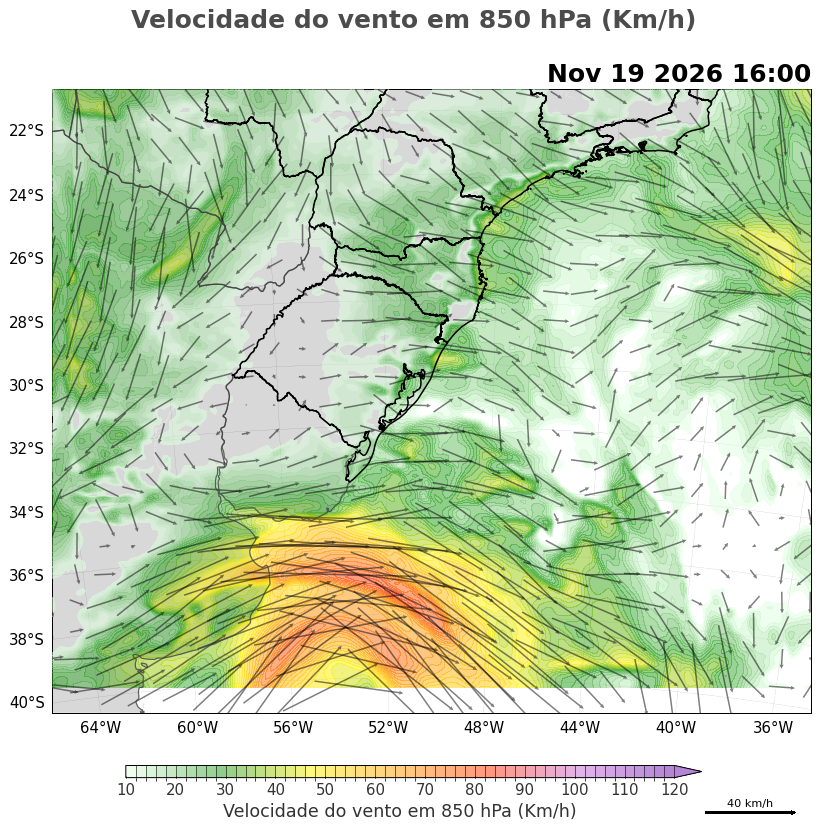 Velocidade do vento em 850 hPa (Km/h)
Nov 19 2026 16:00
22°S
24°S
26°S
28°S
30°S
32°S
34°S
36°S
38°S
40°S
64°W 60°W 56°W 52°W 48°W 44°W 40°W 36°W
10 20 30 40 50 60 70 80 90 100 110 120
Velocidade do vento em 850 hPa (Km/h)
40 km/h